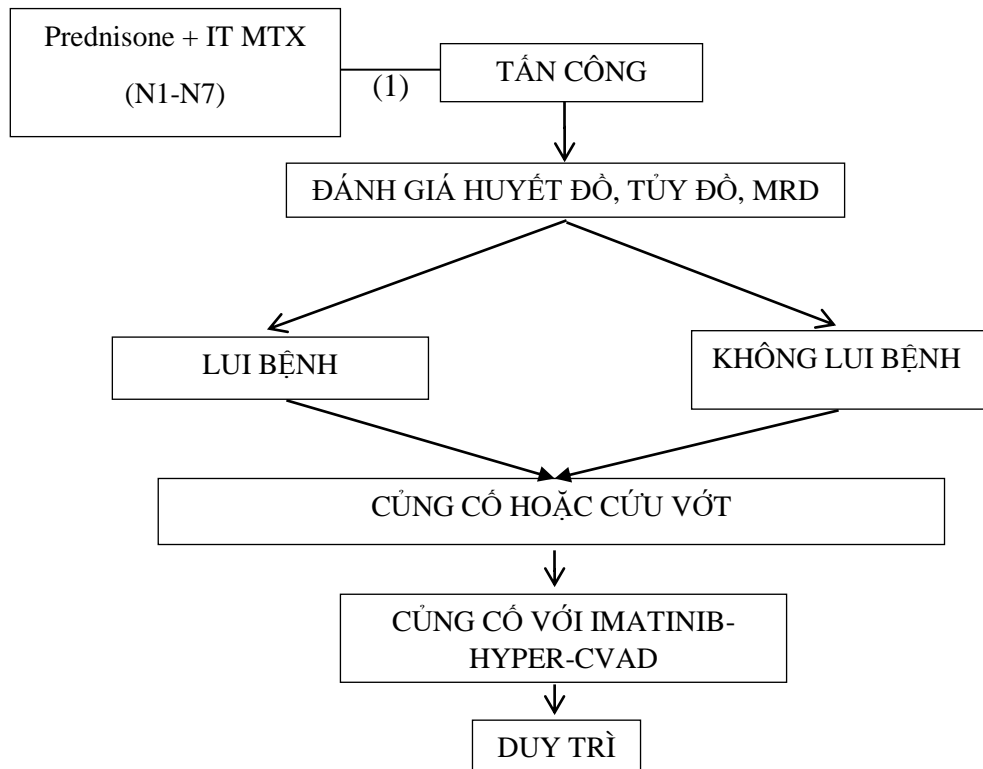 Prednisone + IT MTX
(N1-N7)
(1)
TẤN CÔNG
ĐÁNH GIÁ HUYẾT ĐỒ, TỦY ĐỒ, MRD
LUI BỆNH
KHÔNG LUI BỆNH
CỦNG CỐ HOẶC CỨU VỚT
CỦNG CỐ VỚI IMATINIB-
HYPER-CVAD
DUY TRÌ